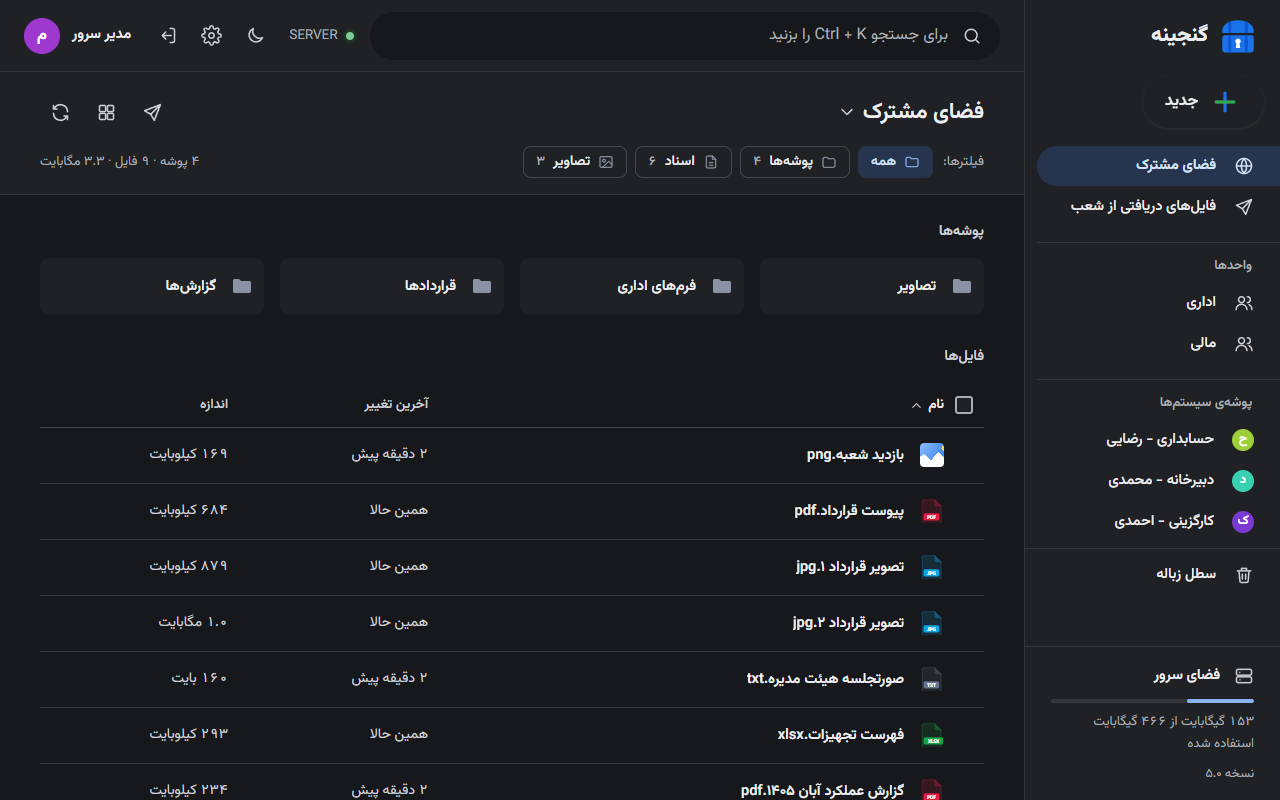 گنجینه
برای جستجو Ctrl + K را بزنید
SERVER
مدیر سرور
م
جدید
فضای مشترک
فایل‌های دریافتی از شعب
واحدها
اداری
مالی
پوشه‌ی سیستم‌ها
ح حسابداری - رضایی
د دبیرخانه - محمدی
ک کارگزینی - احمدی
سطل زباله
فضای سرور
۱۵۳ گیگابایت از ۴۶۶ گیگابایت
استفاده شده
نسخه ۵.۰
فضای مشترک
فیلترها: همه پوشه‌ها ۴ اسناد ۶ تصاویر ۳
۴ پوشه · ۹ فایل · ۳.۳ مگابایت
پوشه‌ها
تصاویر فرم‌های اداری قراردادها گزارش‌ها
فایل‌ها
نام آخرین تغییر اندازه
بازدید شعبه.png ۲ دقیقه پیش ۱۶۹ کیلوبایت
PDF پیوست قرارداد.pdf همین حالا ۶۸۴ کیلوبایت
JPG تصویر قرارداد ۱.jpg همین حالا ۸۷۹ کیلوبایت
JPG تصویر قرارداد ۲.jpg همین حالا ۱.۰ مگابایت
TXT صورتجلسه هیئت مدیره.txt ۲ دقیقه پیش ۱۶۰ بایت
XLSX فهرست تجهیزات.xlsx همین حالا ۲۹۳ کیلوبایت
PDF گزارش عملکرد آبان ۱۴۰۵.pdf ۲ دقیقه پیش ۲۳۴ کیلوبایت